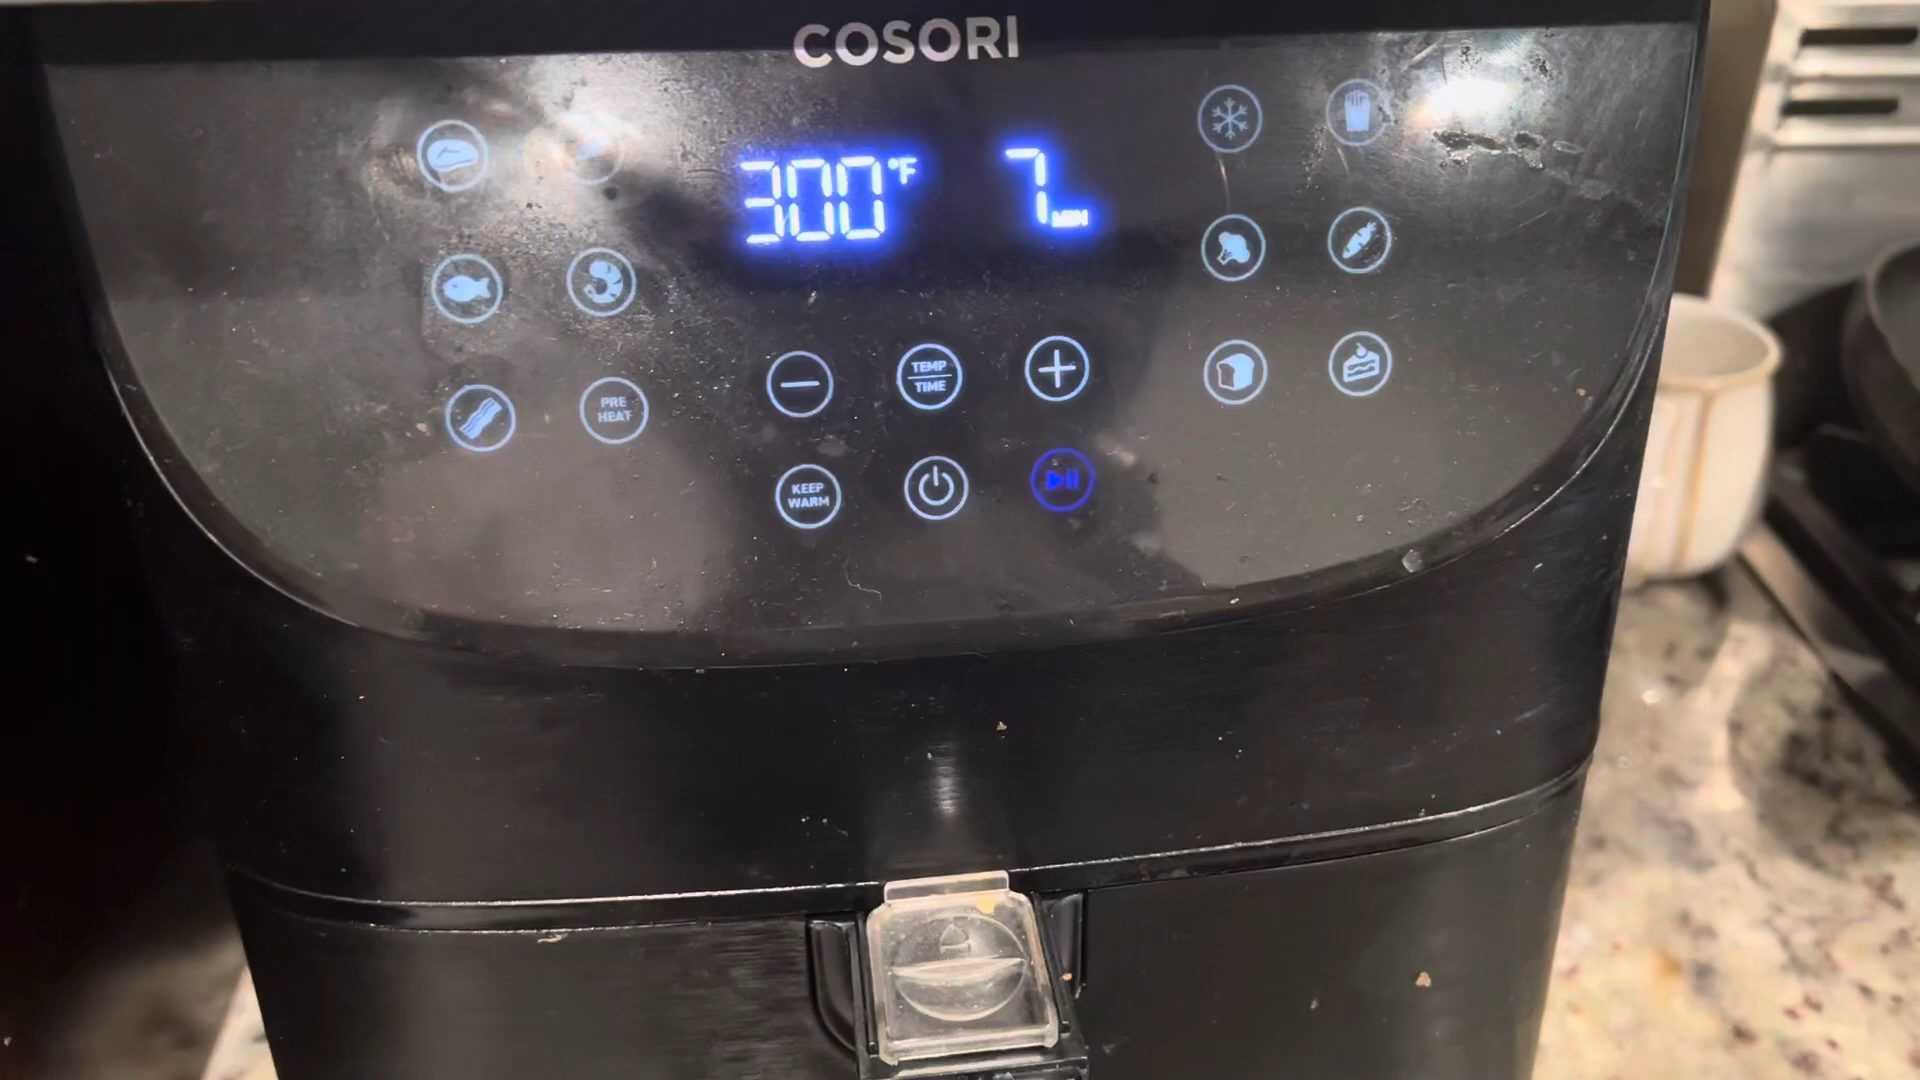 COSORI
300°F 7 MIN
TEMP
TIME
PRE
HEAT
KEEP
WARM